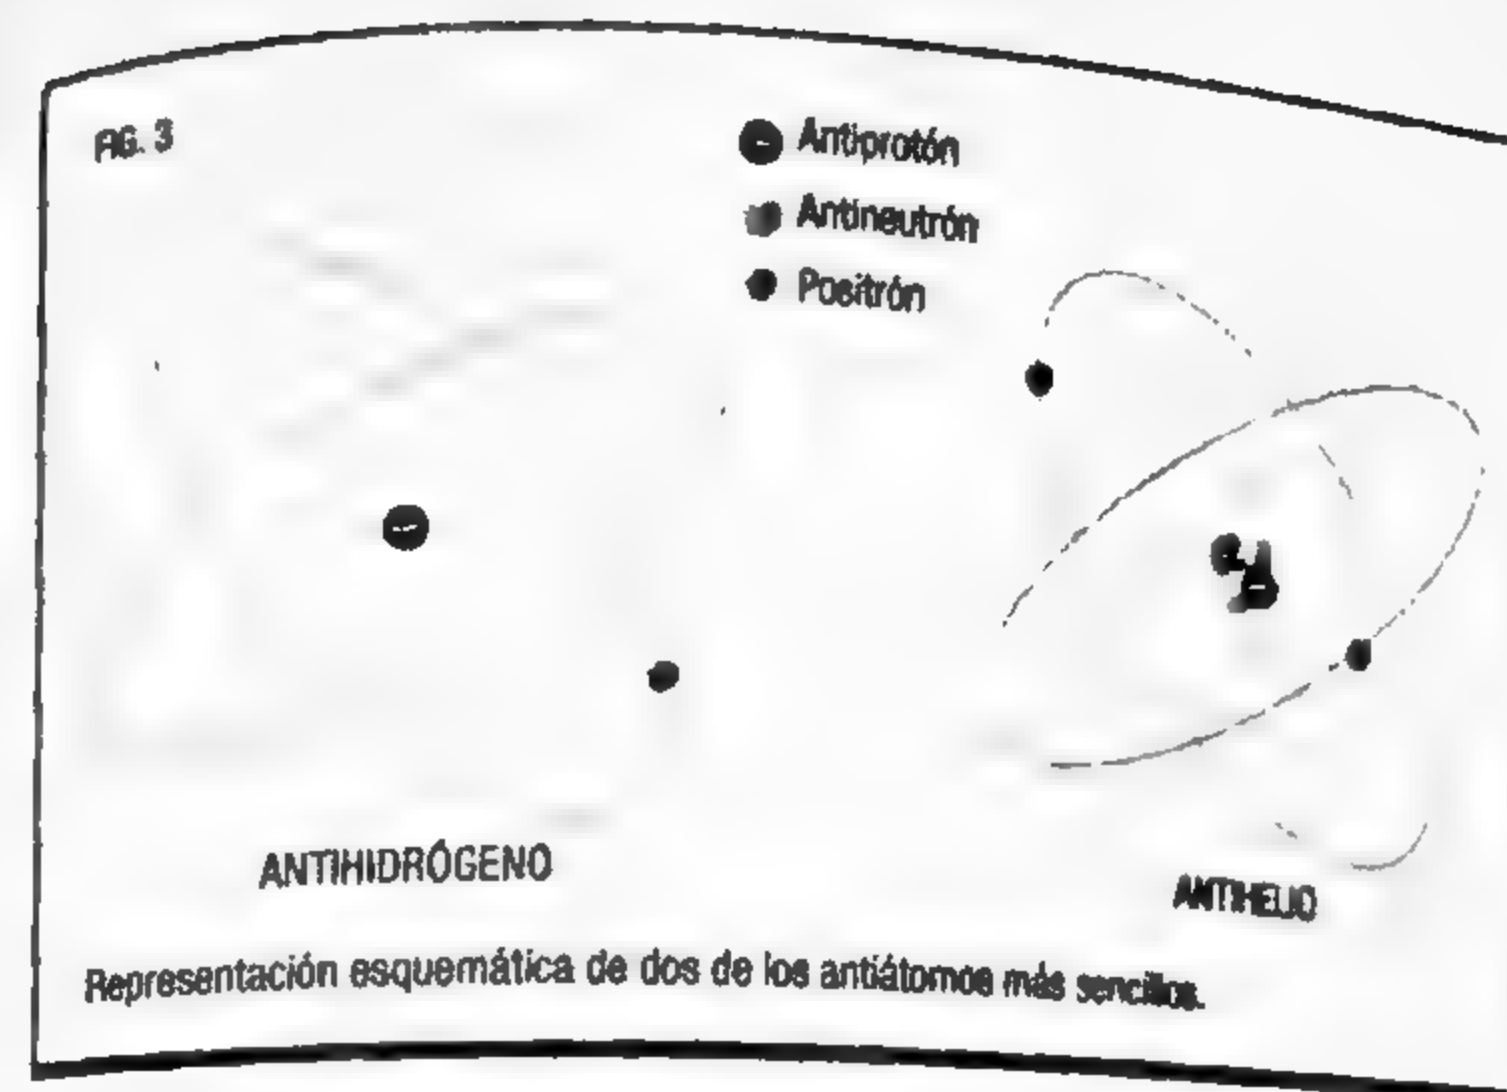 FIG. 3
Antiprotón
Antineutrón
Positrón
ANTIHIDRÓGENO
ANTIHELIO
Representación esquemática de dos de los antiátomos más sencillos.